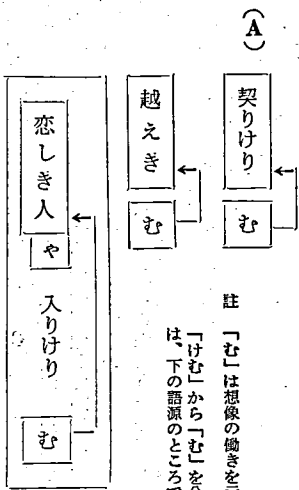 (A)
契りけり む
越えき む
恋しき人 や 入りけり む
註 「む」は想像の働きを
「けむ」から「む」を
は、下の語源のところ